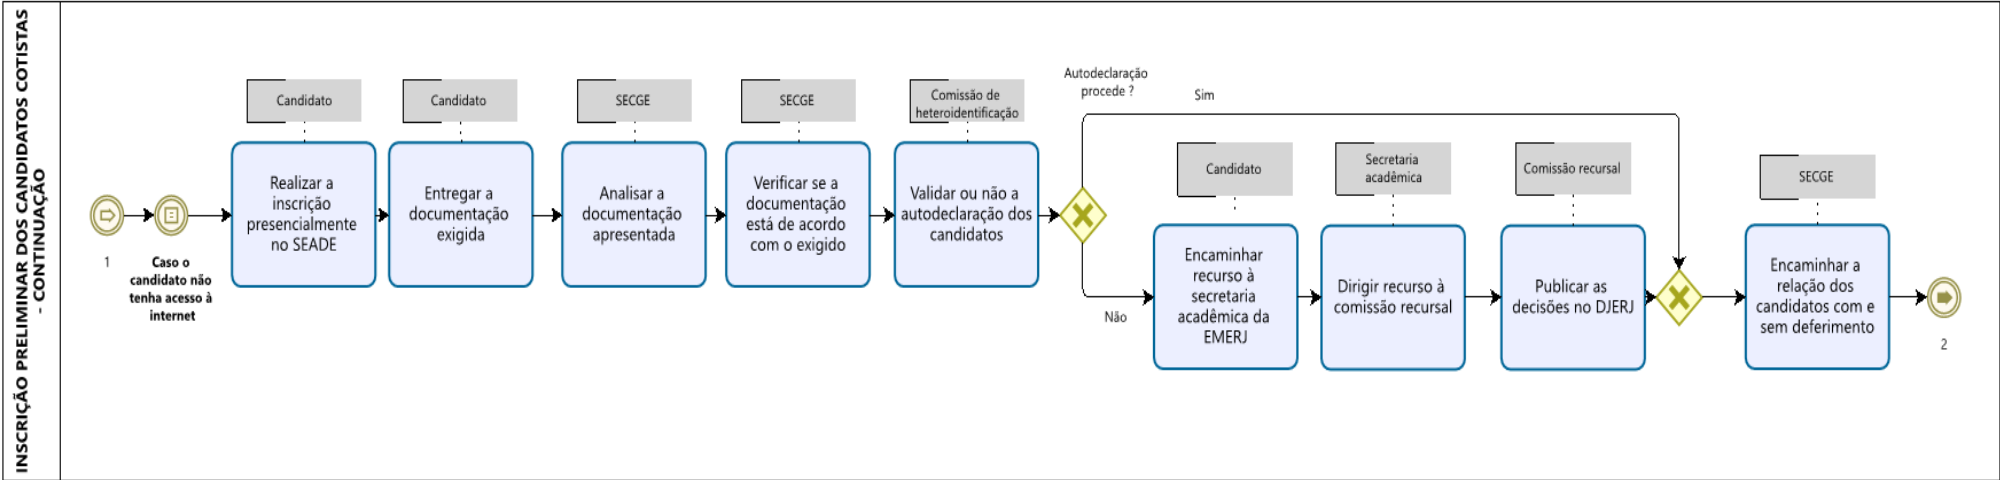 INSCRIÇÃO PRELIMINAR DOS CANDIDATOS COTISTAS
- CONTINUAÇÃO
1
Caso o
candidato não
tenha acesso à
internet
Candidato
Realizar a
inscrição
presencialmente
no SEADE
Candidato
Entregar a
documentação
exigida
SECGE
Analisar a
documentação
apresentada
SECGE
Verificar se a
documentação
está de acordo
com o exigido
Comissão de
heteroidentificação
Validar ou não a
autodeclaração dos
candidatos
Autodeclaração
procede ?
Sim
Não
Candidato
Encaminhar
recurso à
secretaria
acadêmica da
EMERJ
Secretaria
acadêmica
Dirigir recurso à
comissão recursal
Comissão recursal
Publicar as
decisões no DJERJ
SECGE
Encaminhar a
relação dos
candidatos com e
sem deferimento
2